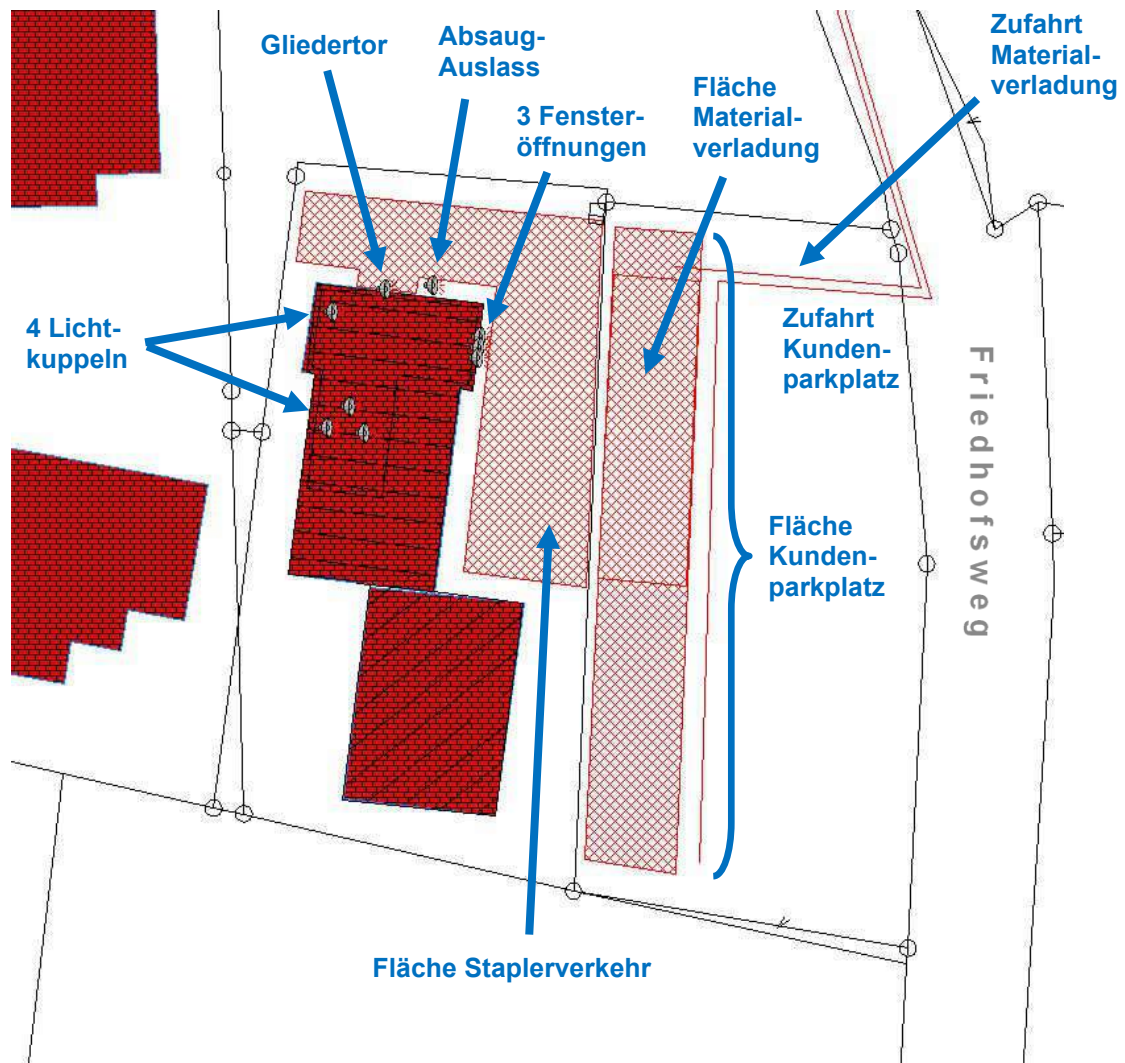 Gliedertor
Absaug-
Auslass
3 Fenster-
öffnungen
Fläche
Material-
verladung
Zufahrt
Material-
verladung
4 Licht-
kuppeln
Zufahrt
Kunden-
parkplatz
Friedhofsweg
Fläche
Kunden-
parkplatz
Fläche Staplerverkehr